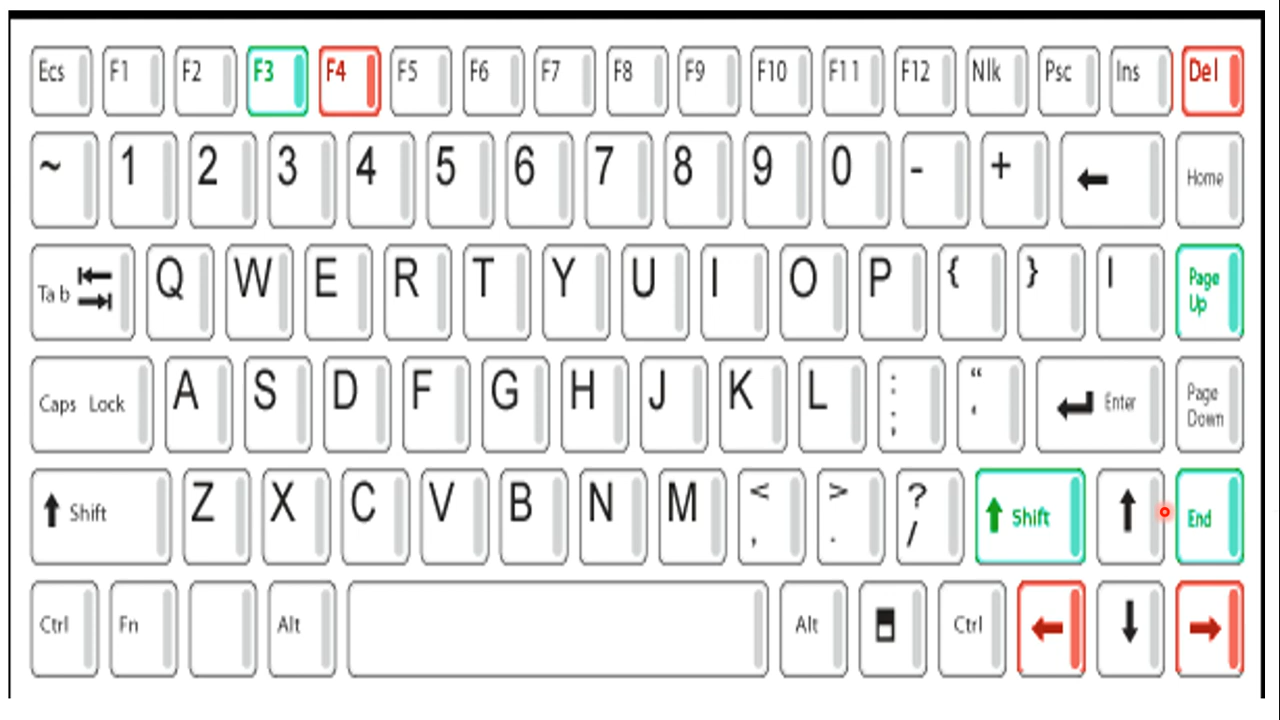 Ecs F1 F2 F3 F4 F5 F6 F7 F8 F9 F10 F11 F12 Nlk Psc Ins Del
~ 1 2 3 4 5 6 7 8 9 0 - + ← Home
Tab Q W E R T Y U I O P { } | Page Up
Caps Lock A S D F G H J K L : ; “ ‘ Enter Page Down
↑ Shift Z X C V B N M < , > . ? / ↑ Shift ↑ End
Ctrl Fn Alt Alt Ctrl ← ↓ →